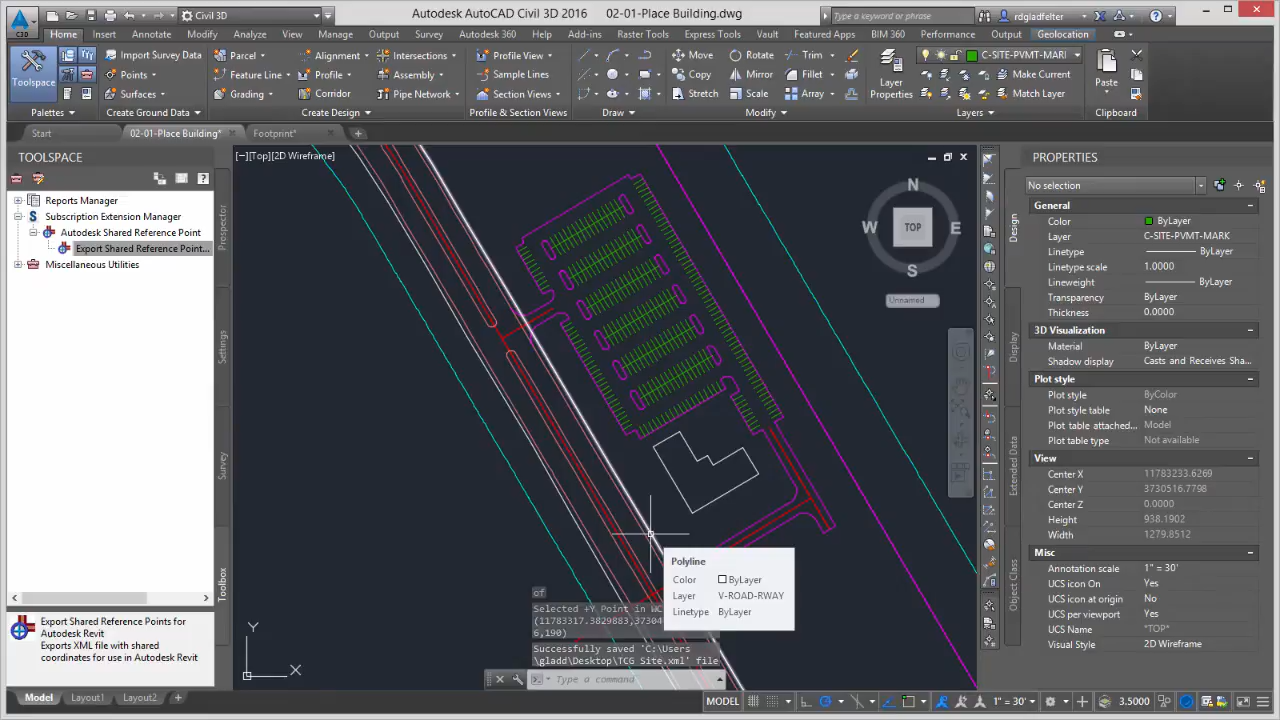 Autodesk AutoCAD Civil 3D 2016 02-01-Place Building.dwg
C3D
Civil 3D
Type a keyword or phrase
rdgladfelter
Home Insert Annotate Modify Analyze View Manage Output Survey Autodesk 360 Help Add-ins Raster Tools Express Tools Vault Featured Apps BIM 360 Performance Output Geolocation
Toolspace
Import Survey Data
Points
Surfaces
Parcel
Feature Line
Grading
Alignment
Profile
Corridor
Intersections
Assembly
Pipe Network
Profile View
Sample Lines
Section Views
Move
Copy
Stretch
Rotate
Mirror
Scale
Trim
Fillet
Array
Layer
Properties
C-SITE-PVMT-MARI
Make Current
Match Layer
Paste
Palettes Create Ground Data Create Design Profile & Section Views Draw Modify Layers Clipboard
Start 02-01-Place Building* Footprint*
TOOLSPACE
Reports Manager
Subscription Extension Manager
Autodesk Shared Reference Point
Export Shared Reference Point...
Miscellaneous Utilities
Prospector
Settings
Survey
Toolbox
Export Shared Reference Points for
Autodesk Revit
Exports XML file with shared
coordinates for use in Autodesk Revit
[−][Top][2D Wireframe]
N
W TOP E
S
Unnamed
Polyline
Color ByLayer
Layer V-ROAD-RWAY
Linetype ByLayer
of
Selected +Y Point in WC
(11783317.3829883,37304
6,190)
Successfully saved 'C:\Users
\gladd\Desktop\TCG Site.xml' file
Type a command
Y
X
PROPERTIES
No selection
General
Color ByLayer
Layer C-SITE-PVMT-MARK
Linetype ByLayer
Linetype scale 1.0000
Lineweight ByLayer
Transparency ByLayer
Thickness 0.0000
3D Visualization
Material ByLayer
Shadow display Casts and Receives Sha...
Plot style
Plot style ByColor
Plot style table None
Plot table attached... Model
Plot table type Not available
View
Center X 11783233.6269
Center Y 3730516.7798
Center Z 0.0000
Height 938.1902
Width 1279.8512
Misc
Annotation scale 1" = 30'
UCS icon On Yes
UCS icon at origin No
UCS per viewport Yes
UCS Name *TOP*
Visual Style 2D Wireframe
Design
Display
Extended Data
Object Class
Model Layout1 Layout2
MODEL 1" = 30' 3.5000